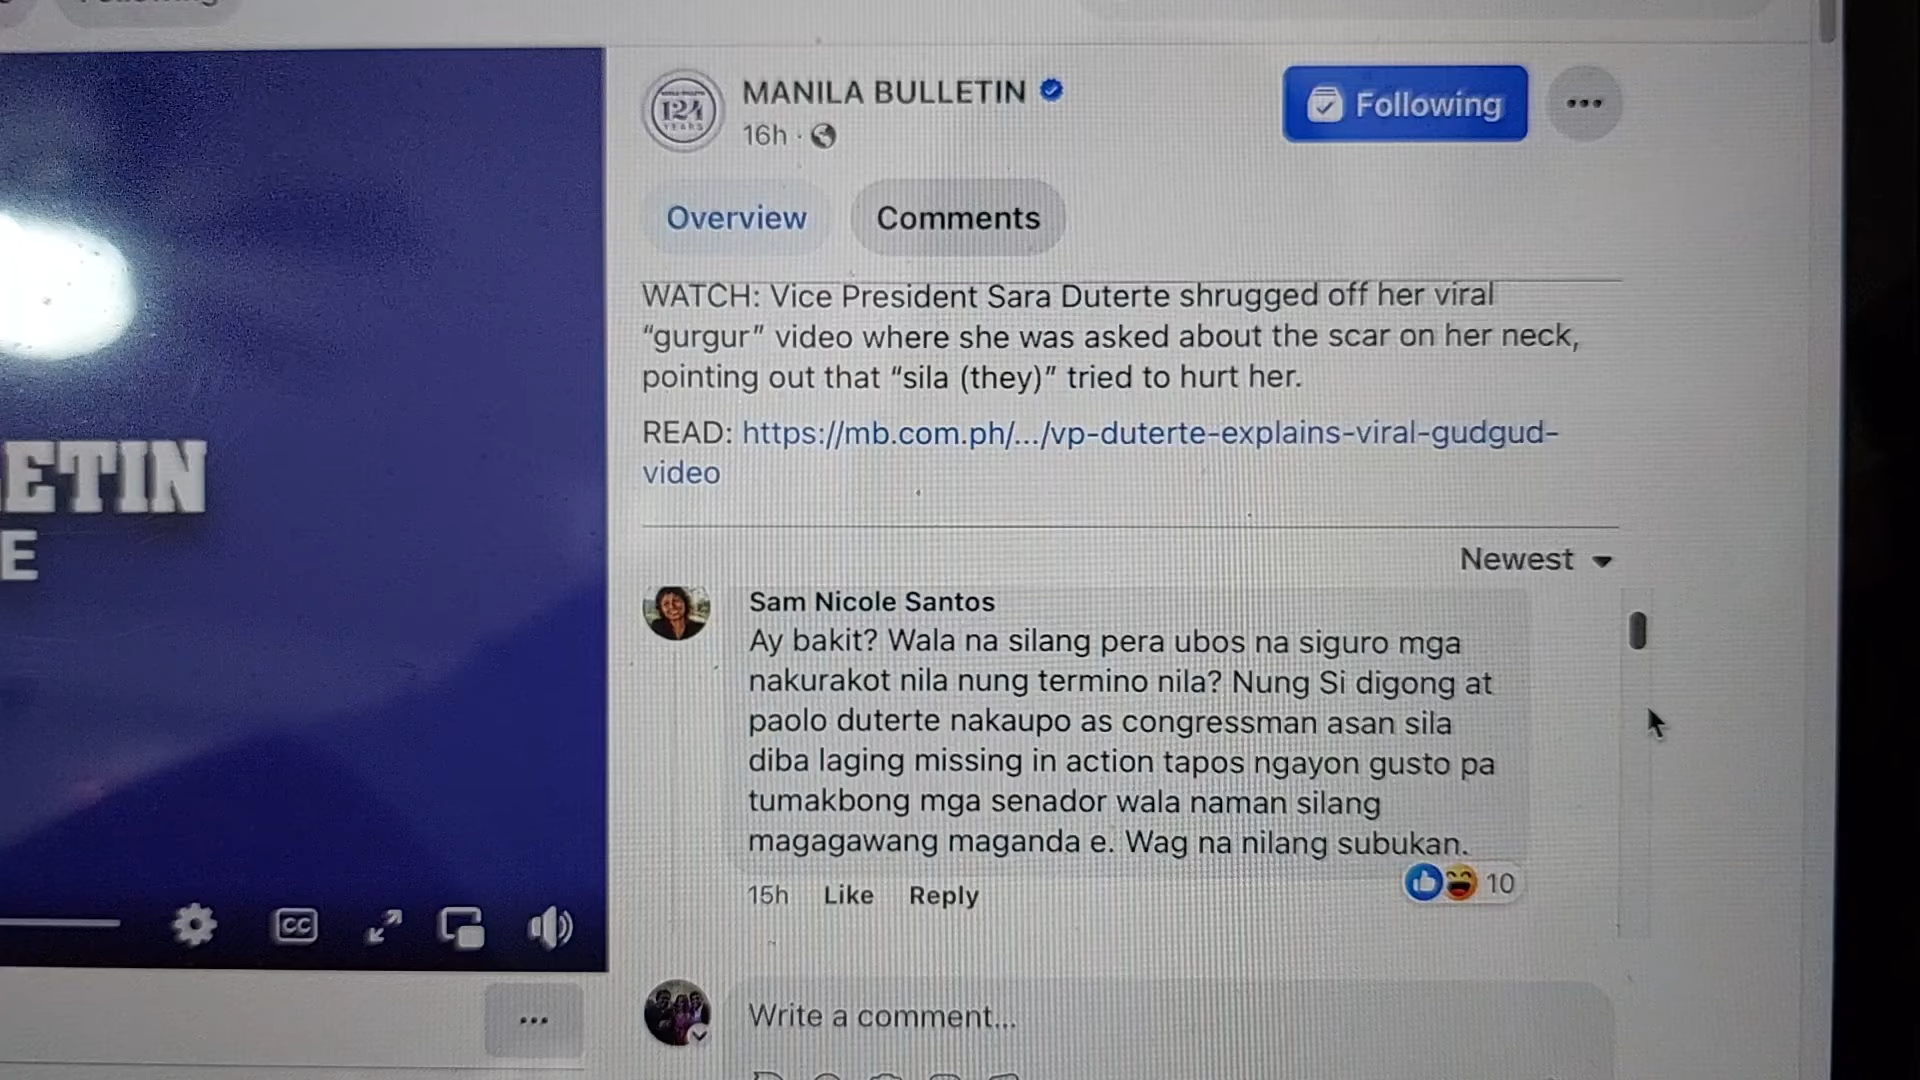 124
YEARS
MANILA BULLETIN
16h ·
Following
Overview
Comments
WATCH: Vice President Sara Duterte shrugged off her viral
“gurgur” video where she was asked about the scar on her neck,
pointing out that “sila (they)” tried to hurt her.
READ: https://mb.com.ph/.../vp-duterte-explains-viral-gudgud-
video
Newest
Sam Nicole Santos
Ay bakit? Wala na silang pera ubos na siguro mga
nakurakot nila nung termino nila? Nung Si digong at
paolo duterte nakaupo as congressman asan sila
diba laging missing in action tapos ngayon gusto pa
tumakbong mga senador wala naman silang
magagawang maganda e. Wag na nilang subukan.
15h Like Reply
10
Write a comment...
ETIN
E
CC